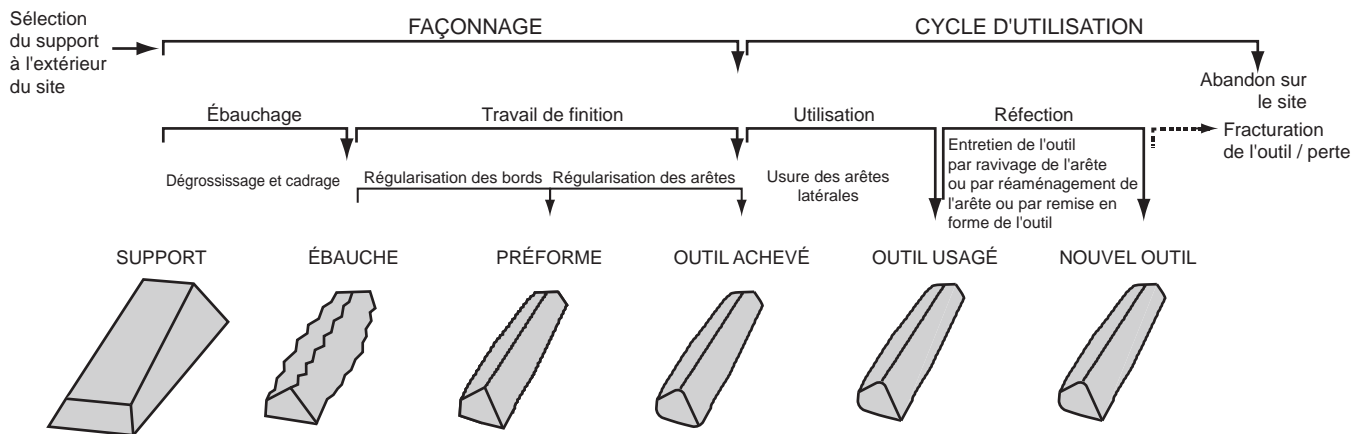 Sélection
du support
à l'extérieur
du site
FAÇONNAGE
CYCLE D'UTILISATION
Abandon sur
le site
Ébauchage
Travail de finition
Utilisation
Réfection
Fracturation
de l'outil / perte
Dégrossissage et cadrage
Régularisation des bords
Régularisation des arêtes
Usure des arêtes
latérales
Entretien de l'outil
par ravivage de l'arête
ou par réaménagement de
l'arête ou par remise en
forme de l'outil
SUPPORT
ÉBAUCHE
PRÉFORME
OUTIL ACHEVÉ
OUTIL USAGÉ
NOUVEL OUTIL